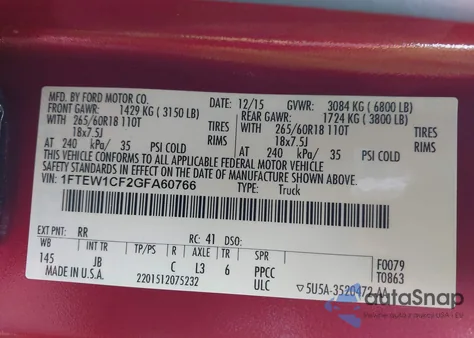 MFD. BY FORD MOTOR CO.
12/15 GVWR: 3084 KG ( 6800 LB)
FRONT GAWR: 1429 KG ( 3150 LB) REAR GAWR: 1724 KG ( 3800 LB)
WITH 265/60R18 110T TIRES WITH 265/60R18 110T TIRES
18x7.5J RIMS 18x7.5J RIMS
AT 240 kPa/ 35 PSI COLD AT 240 kPa/ 35 PSI COLD
THIS VEHICLE CONFORMS TO ALL APPLICABLE FEDERAL MOTOR VEHICLE
SAFETY STANDARDS IN EFFECT ON THE DATE OF MANUFACTURE SHOWN ABOVE.
VIN: 1FTEW1CF2GFA60766 TYPE: Truck
EXT PNT: RR RC: 41 DSO: F0079
WB INT TR TP/PS R AXLE TR SPR T0863
145 JB C L3 6 PPCC
MADE IN U.S.A. ULC
2201512075232 5U5A-3520472-AA
autoSnap